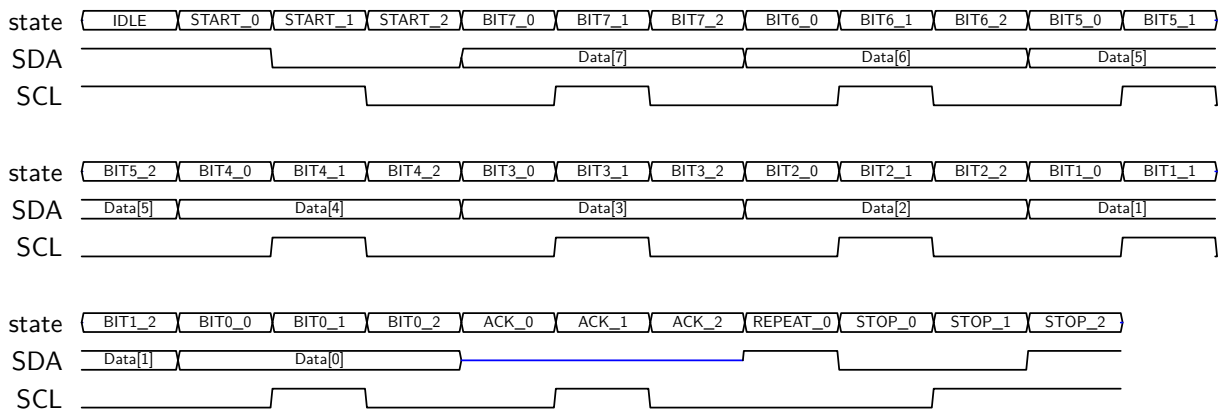 state IDLE START_0 START_1 START_2 BIT7_0 BIT7_1 BIT7_2 BIT6_0 BIT6_1 BIT6_2 BIT5_0 BIT5_1
SDA Data[7] Data[6] Data[5]
SCL
state BIT5_2 BIT4_0 BIT4_1 BIT4_2 BIT3_0 BIT3_1 BIT3_2 BIT2_0 BIT2_1 BIT2_2 BIT1_0 BIT1_1
SDA Data[5] Data[4] Data[3] Data[2] Data[1]
SCL
state BIT1_2 BIT0_0 BIT0_1 BIT0_2 ACK_0 ACK_1 ACK_2 REPEAT_0 STOP_0 STOP_1 STOP_2
SDA Data[1] Data[0]
SCL